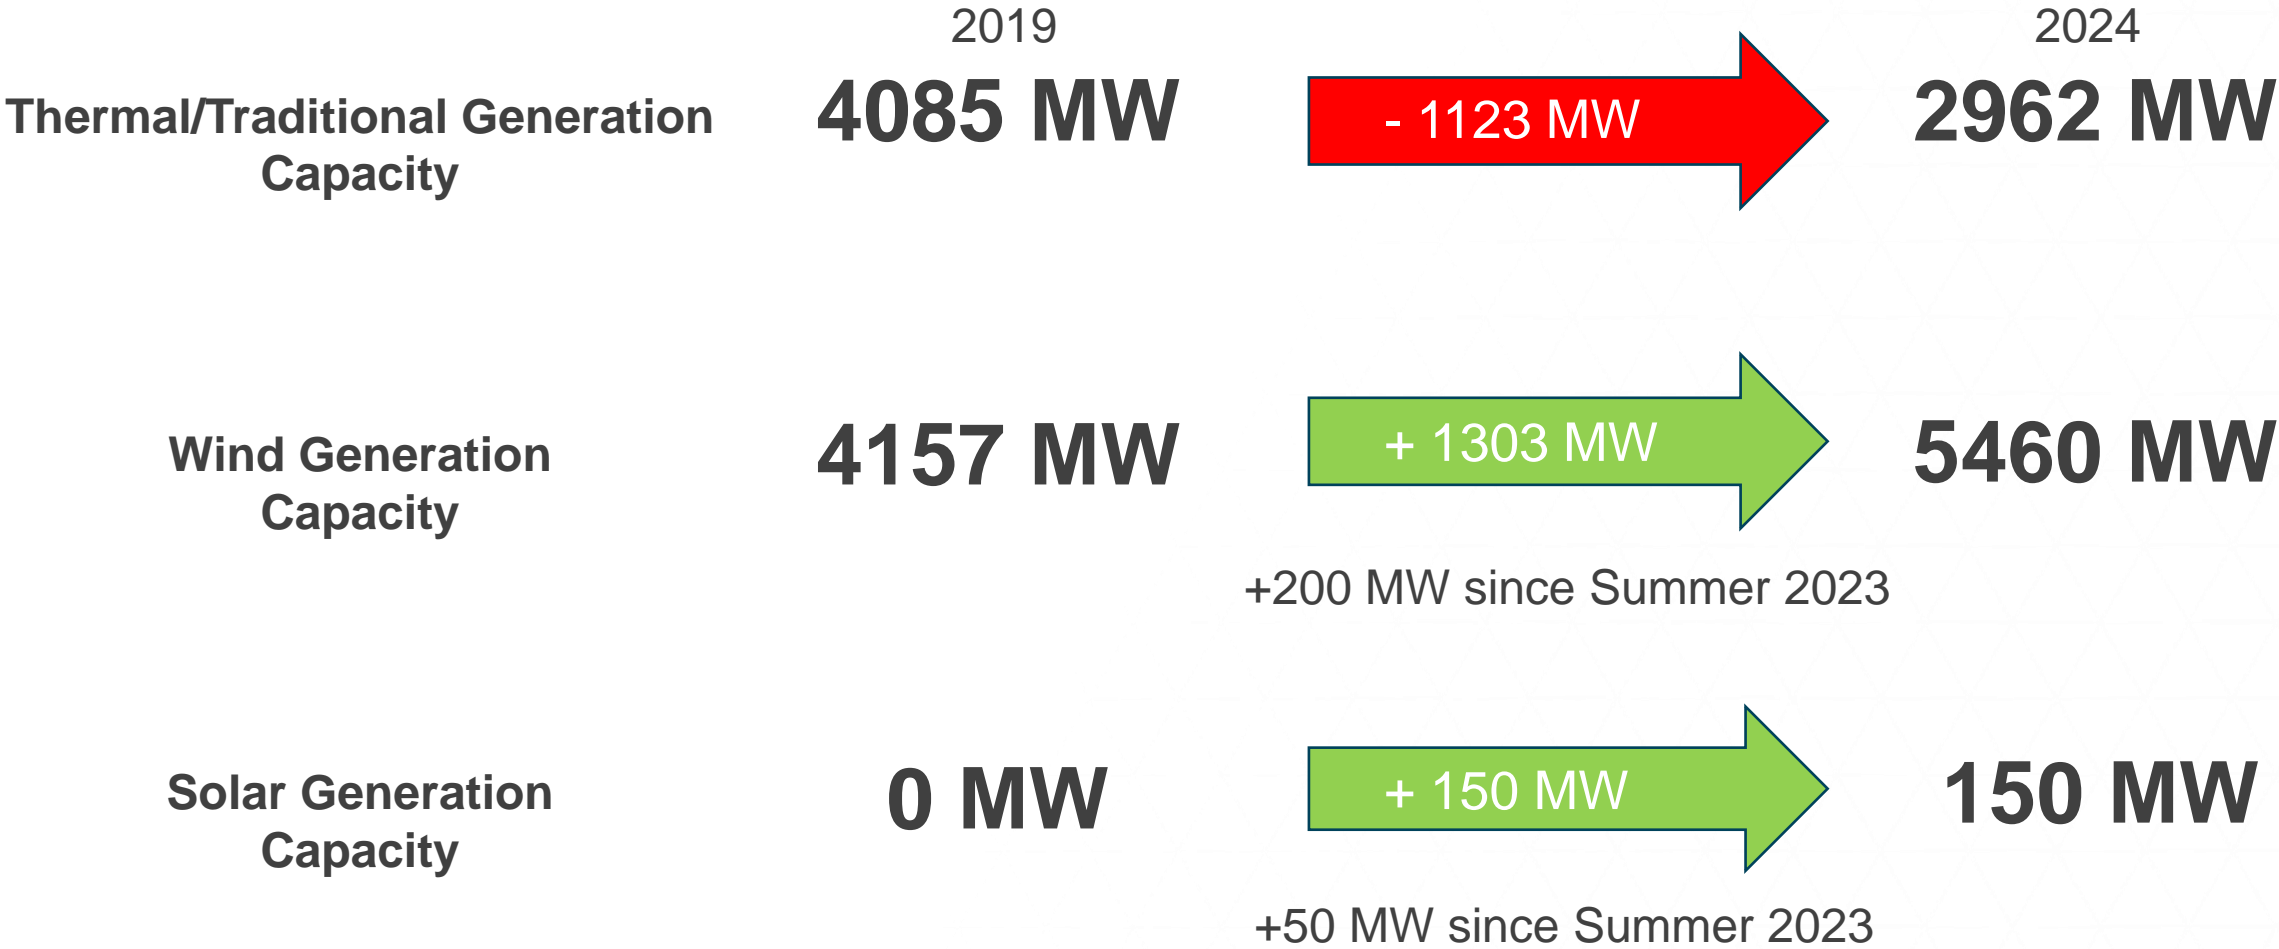 2019
2024
Thermal/Traditional Generation
Capacity
4085 MW
- 1123 MW
2962 MW
Wind Generation
Capacity
4157 MW
+ 1303 MW
5460 MW
+200 MW since Summer 2023
Solar Generation
Capacity
0 MW
+ 150 MW
150 MW
+50 MW since Summer 2023